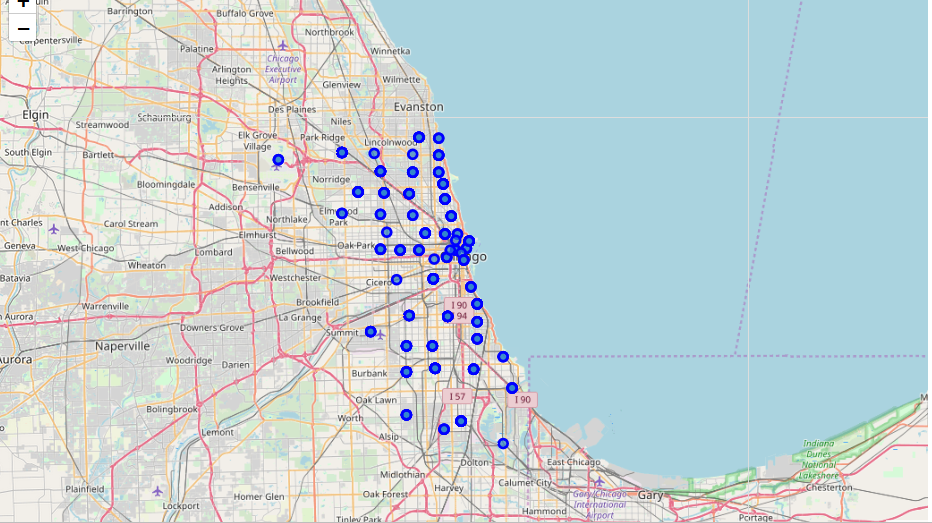 +
−
Barrington
Buffalo Grove
Northbrook
Carpentersville
Palatine
Winnetka
Chicago
Executive
Airport
Arlington
Heights
Glenview
Wilmette
Evanston
Des Plaines
Elgin
Schaumburg
Streamwood
Niles
Elk Grove
Village
Park Ridge
Lincolnwood
South Elgin
Bartlett
Norridge
Bloomingdale
Bensenville
Addison
Elmwood
Park
Northlake
Carol Stream
Geneva
West Chicago
Elmhurst
Oak Park
Lombard
Bellwood
go
Wheaton
Batavia
Westchester
Cicero
Brookfield
I 90
94
Warrenville
La Grange
Aurora
Downers Grove
Summit
Naperville
Woodridge
Darien
Burbank
I 57
I 90
Oak Lawn
Bolingbrook
Worth
Lemont
Alsip
Indiana
Dunes
National
Lakeshore
Dolton
East Chicago
Midlothian
Calumet City
Chesterton
Plainfield
Harvey
Homer Glen
Oak Forest
Gary/Chicago
International
Airport
Gary
Lockport
Hammond
Portage
Tinley Park